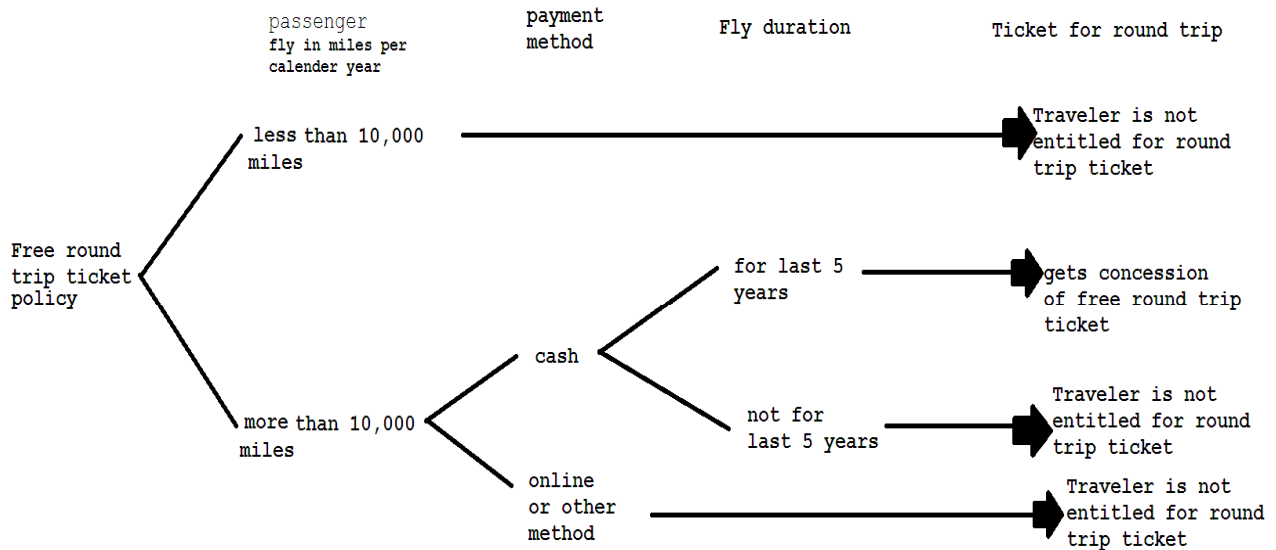 passenger
fly in miles per
calender year
payment
method
Fly duration
Ticket for round trip
less than 10,000
miles
Traveler is not
entitled for round
trip ticket
Free round
trip ticket
policy
for last 5
years
gets concession
of free round trip
ticket
cash
more than 10,000
miles
not for
last 5 years
Traveler is not
entitled for round
trip ticket
online
or other
method
Traveler is not
entitled for round
trip ticket